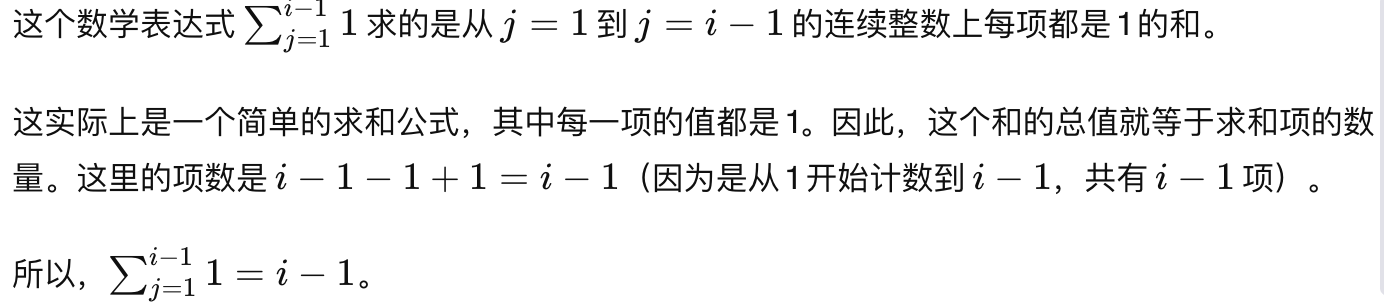 这个数学表达式 $\sum_{j=1}^{i-1} 1$ 求的是从 $j = 1$ 到 $j = i - 1$ 的连续整数上每项都是 1 的和。
这实际上是一个简单的求和公式，其中每一项的值都是 1。因此，这个和的总值就等于求和项的数
量。这里的项数是 $i - 1 - 1 + 1 = i - 1$（因为是从 1 开始计数到 $i - 1$，共有 $i - 1$ 项）。
所以，$\sum_{j=1}^{i-1} 1 = i - 1$。